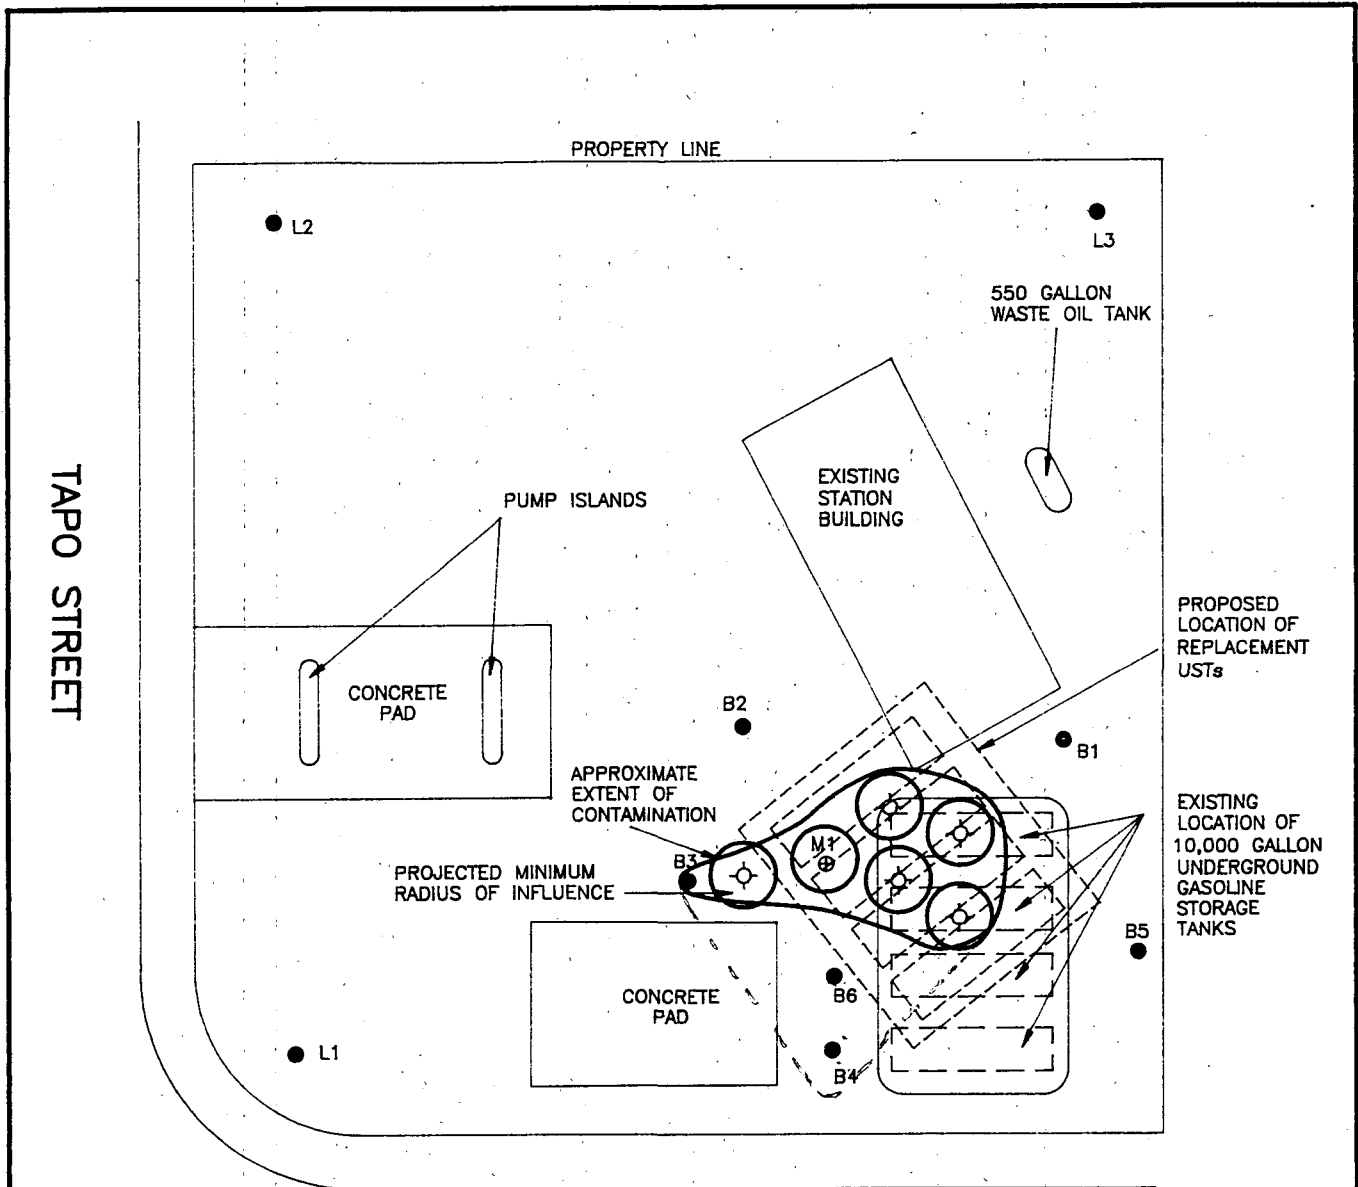 PROPERTY LINE
L2
L3
550 GALLON
WASTE OIL TANK
EXISTING
STATION
BUILDING
TAPO STREET
PUMP ISLANDS
PROPOSED
LOCATION OF
REPLACEMENT
USTs
CONCRETE
PAD
B2
B1
APPROXIMATE
EXTENT OF
CONTAMINATION
EXISTING
LOCATION OF
10,000 GALLON
UNDERGROUND
GASOLINE
STORAGE
TANKS
M1
B3
PROJECTED MINIMUM
RADIUS OF INFLUENCE
B5
CONCRETE
PAD
B6
L1
B4